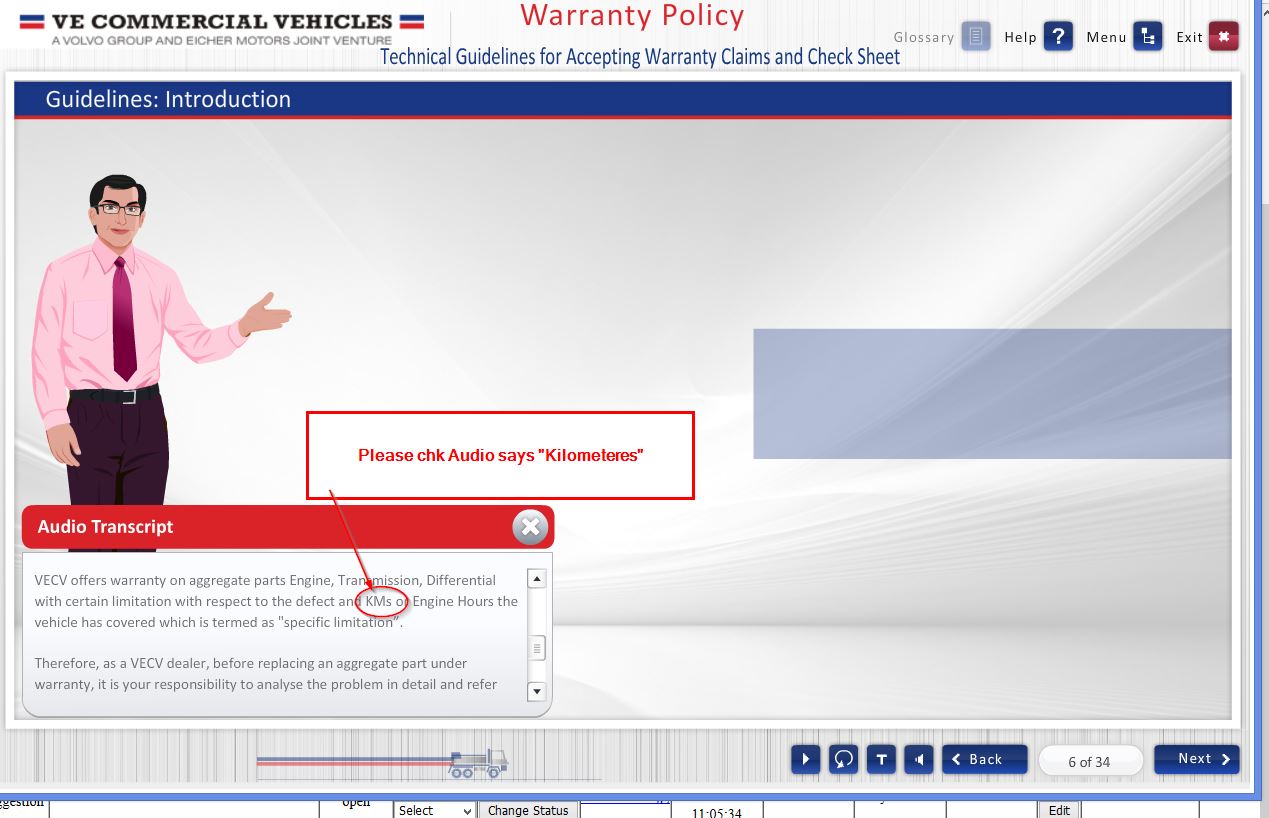 VE COMMERCIAL VEHICLES
A VOLVO GROUP AND EICHER MOTORS JOINT VENTURE
Warranty Policy
Technical Guidelines for Accepting Warranty Claims and Check Sheet
Glossary Help ? Menu Exit
Guidelines: Introduction
Please chk Audio says "Kilometeres"
Audio Transcript
VECV offers warranty on aggregate parts Engine, Transmission, Differential
with certain limitation with respect to the defect and KMs or Engine Hours the
vehicle has covered which is termed as "specific limitation”.
Therefore, as a VECV dealer, before replacing an aggregate part under
warranty, it is your responsibility to analyse the problem in detail and refer
T Back 6 of 34 Next
open Select Change Status 11:05:34 Edit